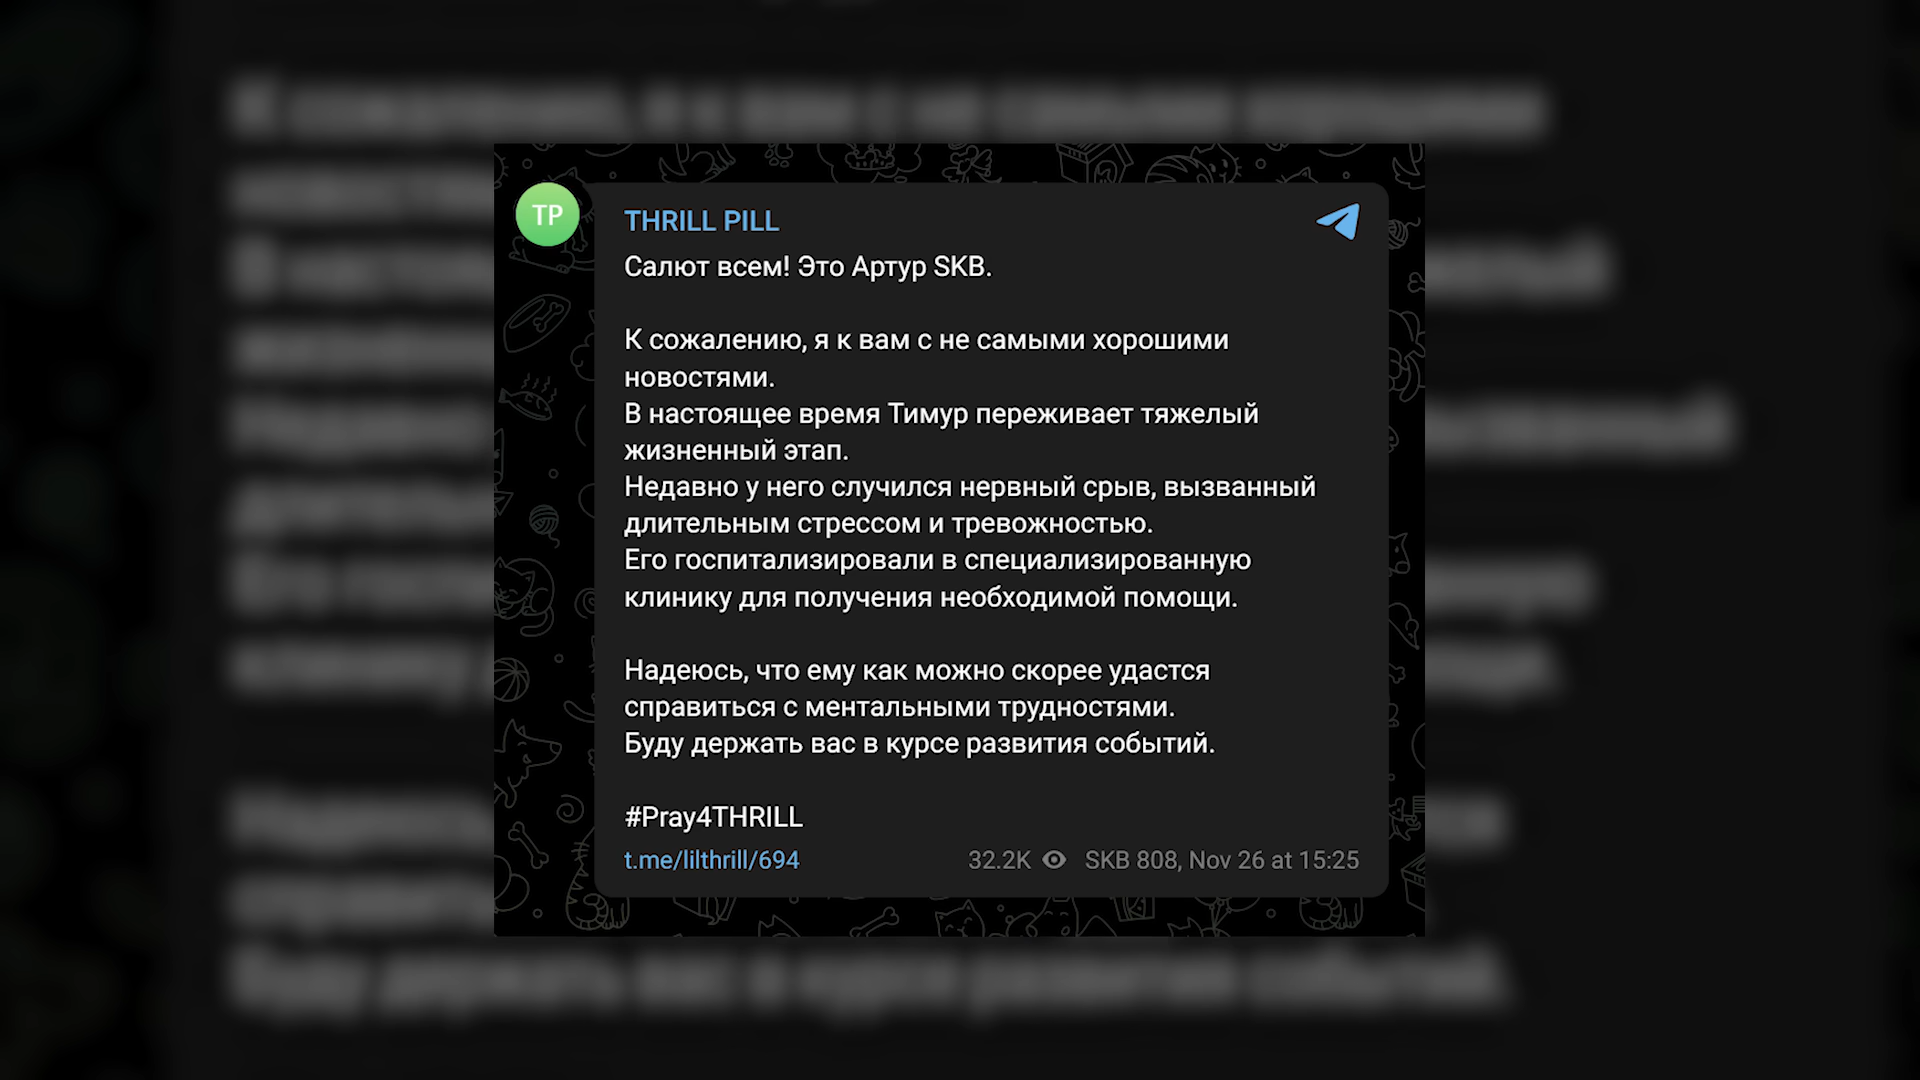 TP
THRILL PILL
Салют всем! Это Артур SKB.
К сожалению, я к вам с не самыми хорошими
новостями.
В настоящее время Тимур переживает тяжелый
жизненный этап.
Недавно у него случился нервный срыв, вызванный
длительным стрессом и тревожностью.
Его госпитализировали в специализированную
клинику для получения необходимой помощи.
Надеюсь, что ему как можно скорее удастся
справиться с ментальными трудностями.
Буду держать вас в курсе развития событий.
#Pray4THRILL
t.me/lilthrill/694 32.2K SKB 808, Nov 26 at 15:25